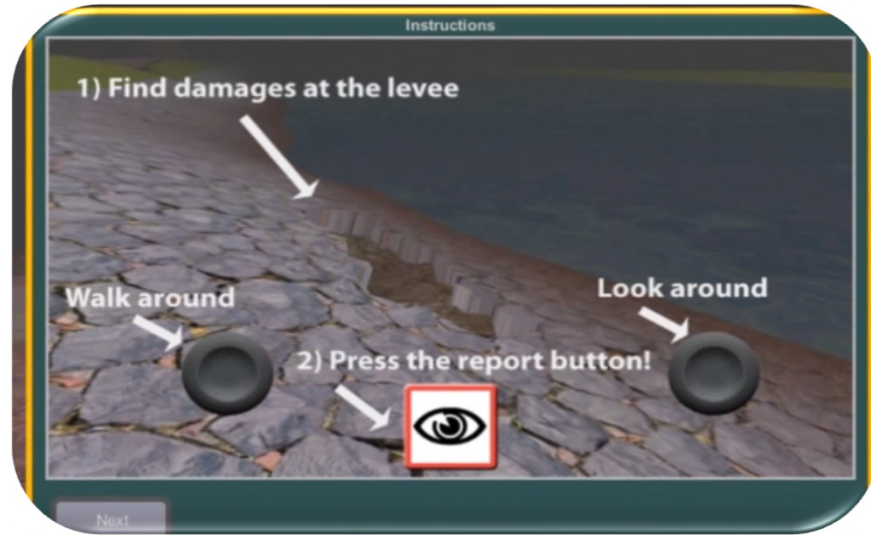 Instructions
1) Find damages at the levee
Walk around
Look around
2) Press the report button!
Next